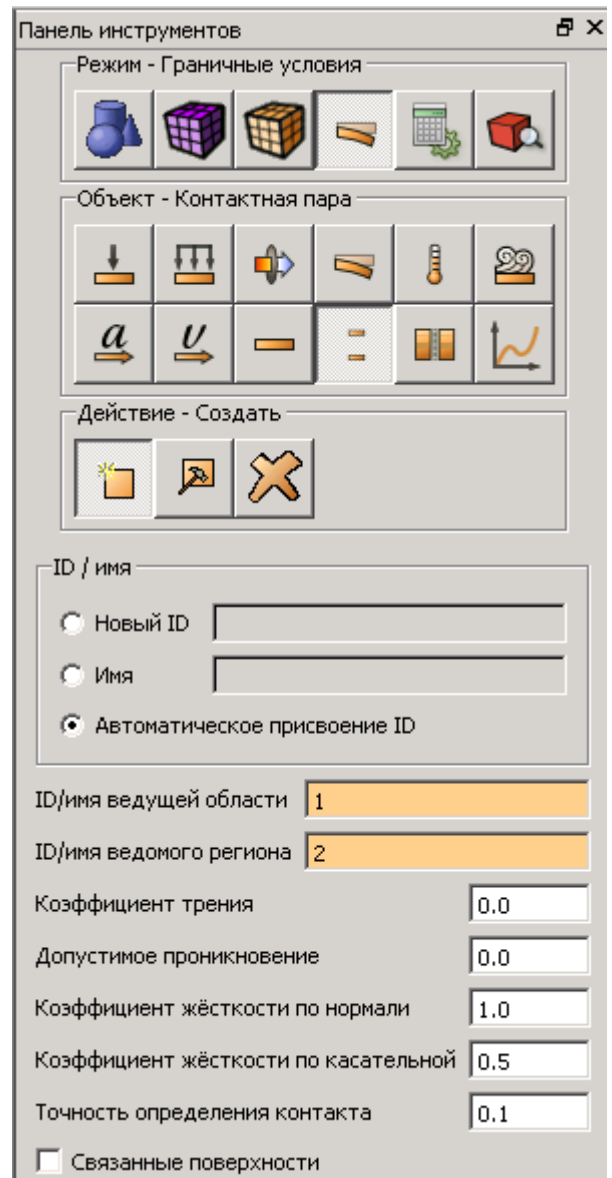 Панель инструментов
Режим - Граничные условия
Объект - Контактная пара
a
υ
Действие - Создать
ID / имя
Новый ID
Имя
Автоматическое присвоение ID
ID/имя ведущей области 1
ID/имя ведомого региона 2
Коэффициент трения 0.0
Допустимое проникновение 0.0
Коэффициент жёсткости по нормали 1.0
Коэффициент жёсткости по касательной 0.5
Точность определения контакта 0.1
Связанные поверхности